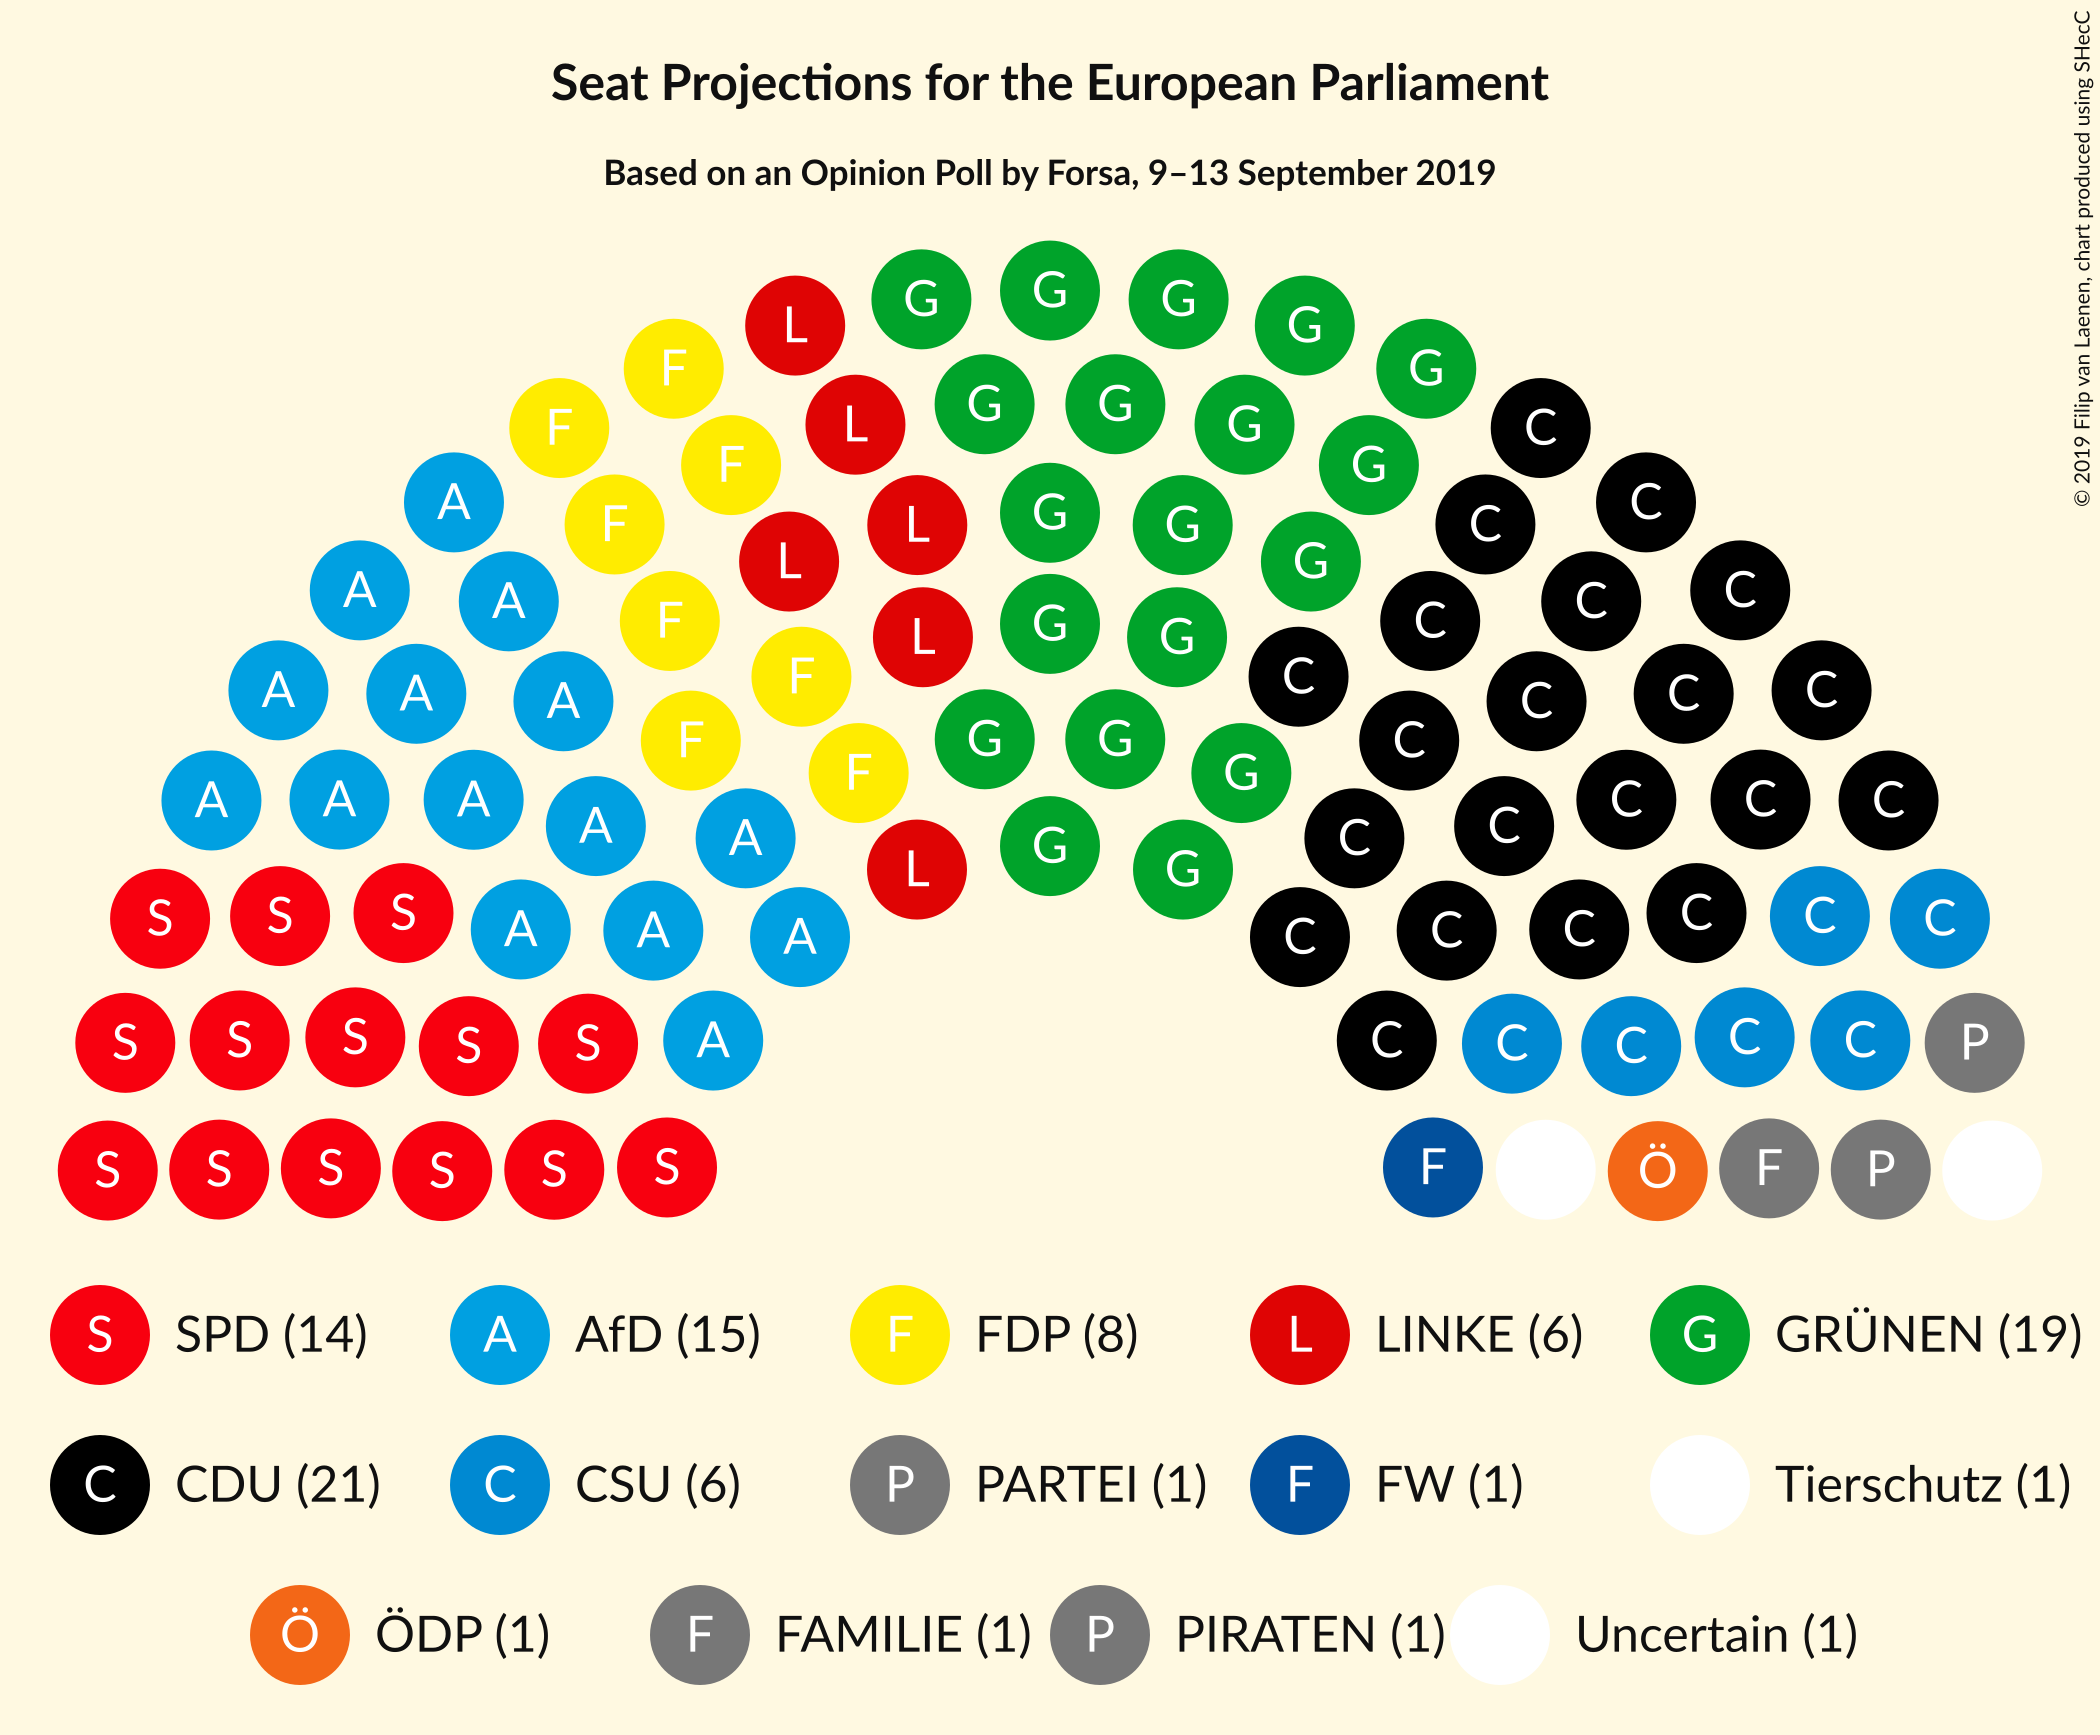 Seat Projections for the European Parliament
Based on an Opinion Poll by Forsa, 9–13 September 2019
© 2019 Filip van Laenen, chart produced using SHecC
G
L G G
G
F G
G G
F L G C
F G
A L G G C
F L G C
A F G C
A L G G C
F C
A F C
A A C C
F G G C
A F G C
A A A C C C
A C
A L G G C
S S S C C C
A A A C C C
S S S S S A C C C C C P
S S S S S S F Ö F P
S SPD (14) A AfD (15) F FDP (8) L LINKE (6) G GRÜNEN (19)
C CDU (21) C CSU (6) P PARTEI (1) F FW (1) Tierschutz (1)
Ö ÖDP (1) F FAMILIE (1) P PIRATEN (1) Uncertain (1)